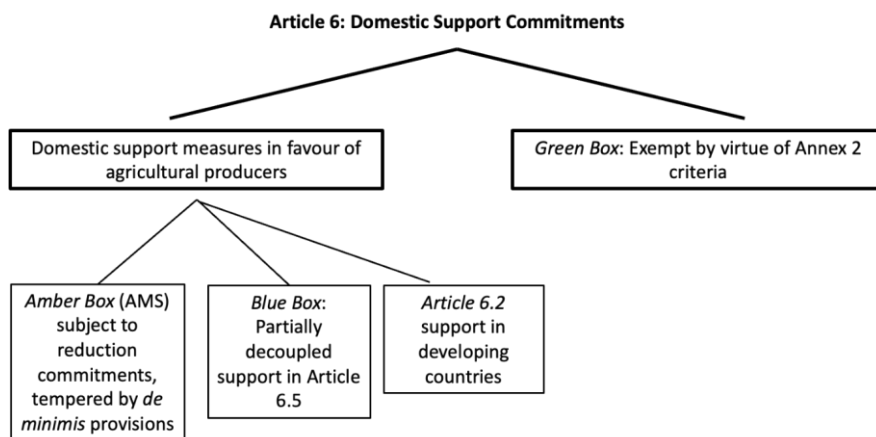 Article 6: Domestic Support Commitments
Domestic support measures in favour of
agricultural producers
Green Box: Exempt by virtue of Annex 2
criteria
Amber Box (AMS)
subject to
reduction
commitments,
tempered by de
minimis provisions
Blue Box:
Partially
decoupled
support in Article
6.5
Article 6.2
support in
developing
countries